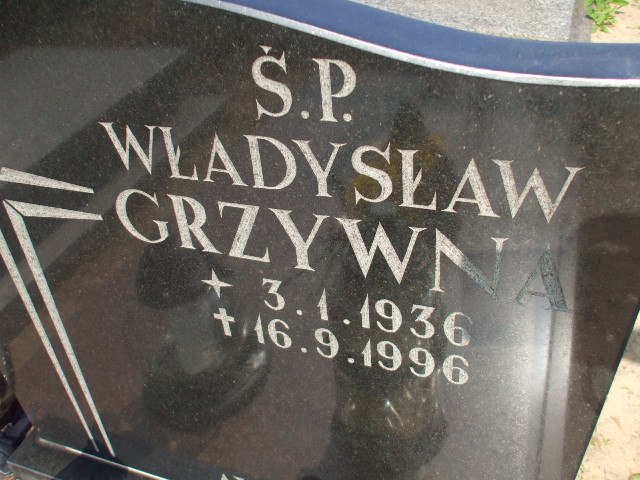 Ś.P.
WŁADYSŁAW
GRZYWNA
3.1.1936
16.9.1996